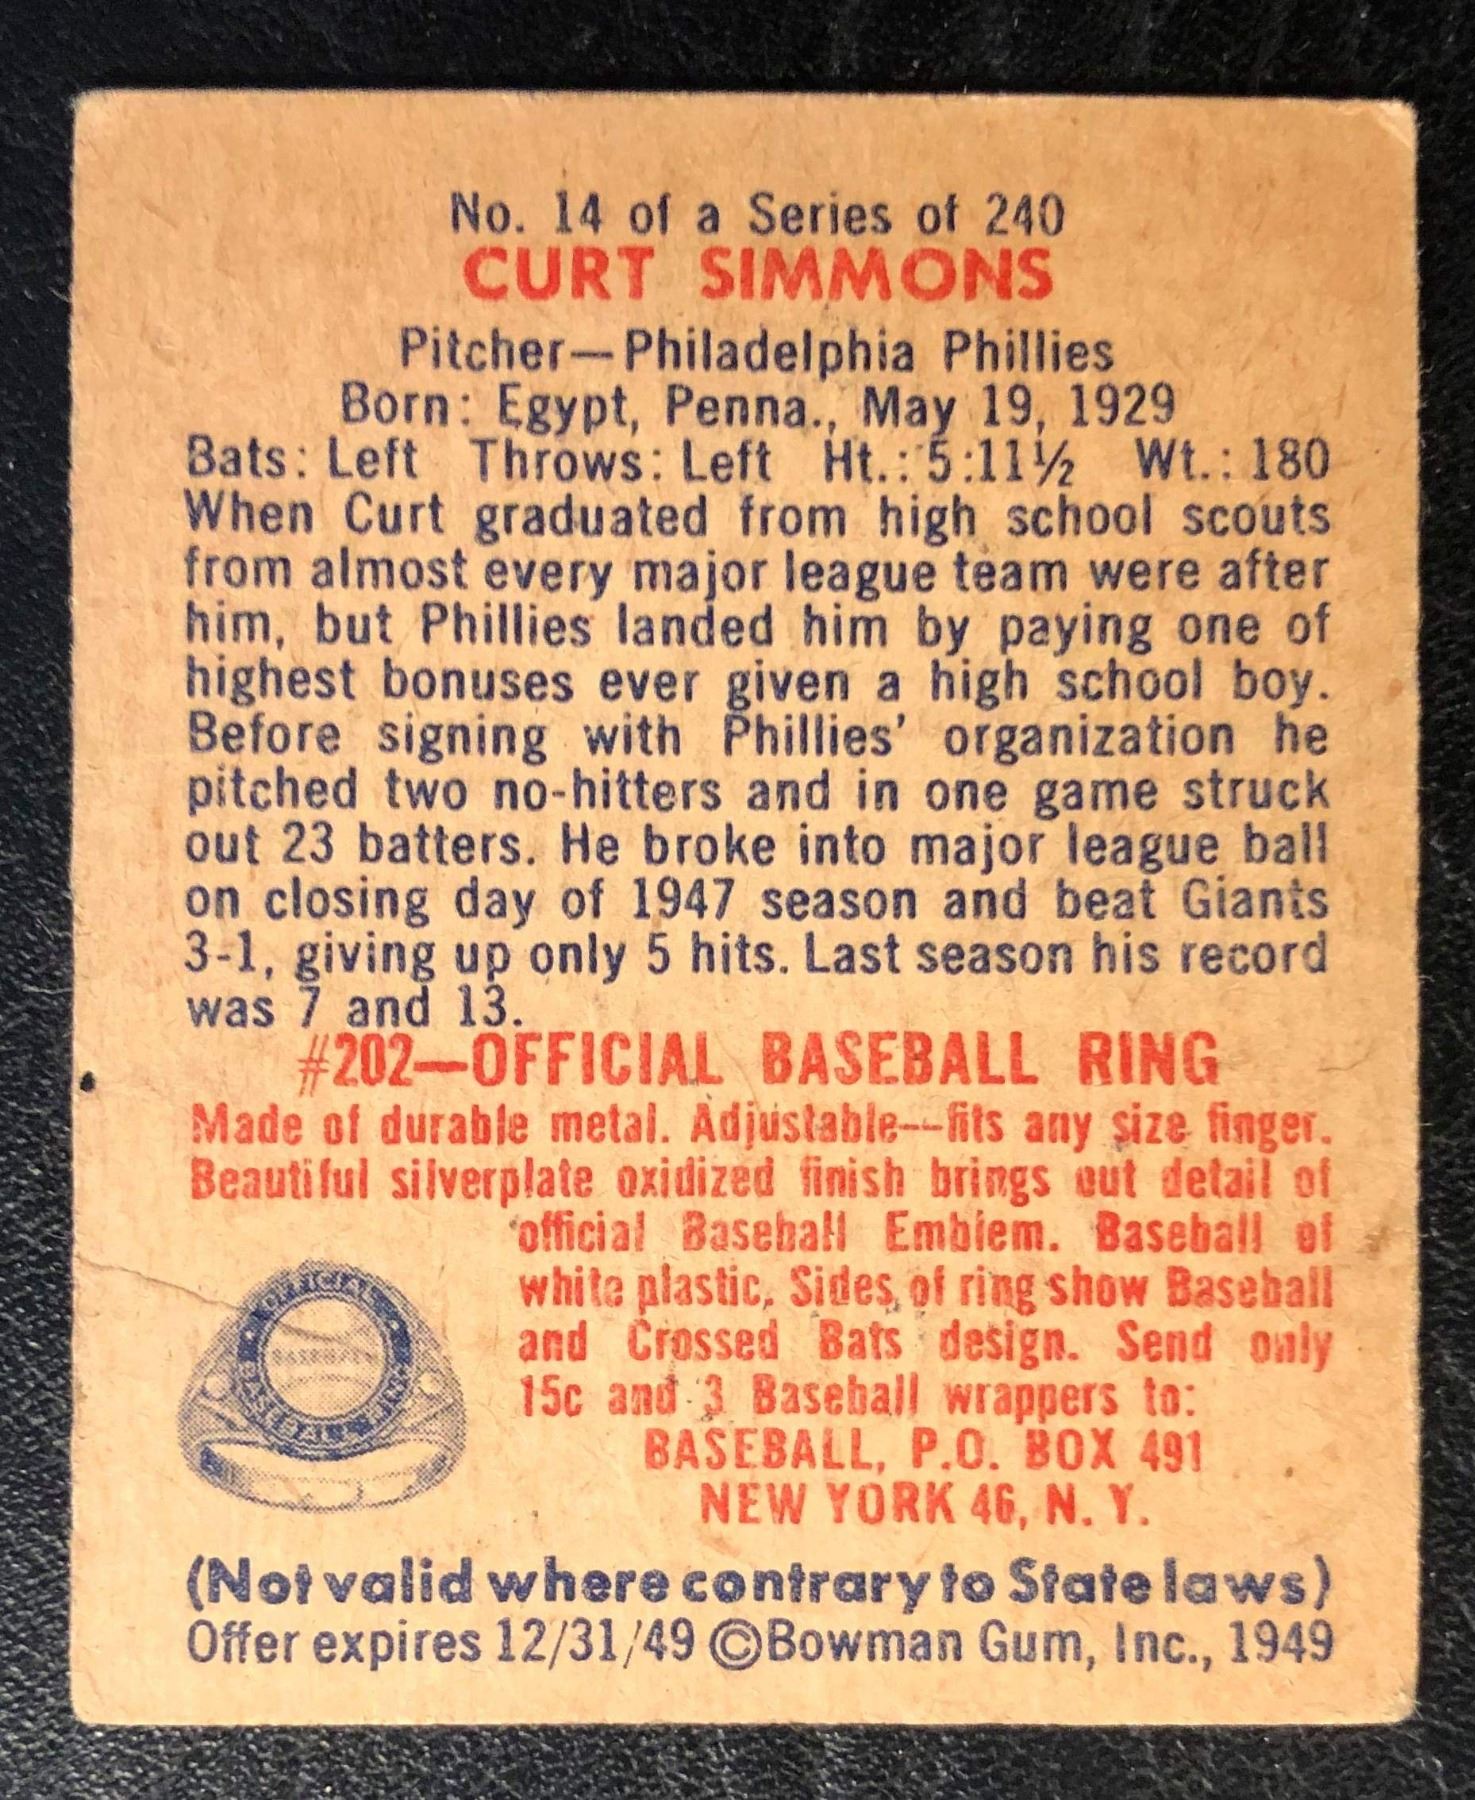 No. 14 of a Series of 240
CURT SIMMONS
Pitcher—Philadelphia Phillies
Born: Egypt, Penna., May 19, 1929
Bats: Left Throws: Left Ht.: 5:11½ Wt.: 180
When Curt graduated from high school scouts
from almost every major league team were after
him, but Phillies landed him by paying one of
highest bonuses ever given a high school boy.
Before signing with Phillies' organization he
pitched two no-hitters and in one game struck
out 23 batters. He broke into major league ball
on closing day of 1947 season and beat Giants
3-1, giving up only 5 hits. Last season his record
was 7 and 13.
#202—OFFICIAL BASEBALL RING
Made of durable metal. Adjustable—fits any size finger.
Beautiful silverplate oxidized finish brings out detail of
official Baseball Emblem. Baseball of
white plastic. Sides of ring show Baseball
and Crossed Bats design. Send only
15c and 3 Baseball wrappers to:
BASEBALL, P.O. BOX 491
NEW YORK 46, N. Y.
OFFICIAL
BASEBALL RING
(Not valid where contrary to State laws)
Offer expires 12/31/49 ©Bowman Gum, Inc., 1949